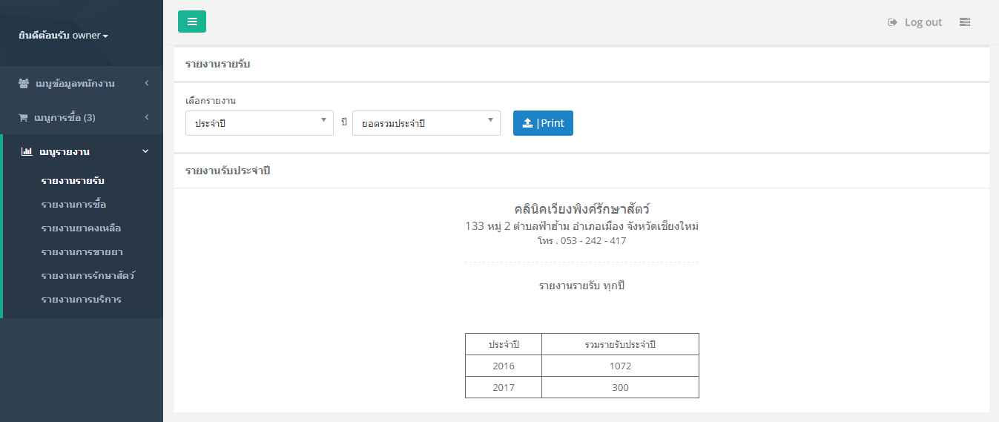 ยินดีต้อนรับ owner
เมนูข้อมูลพนักงาน
เมนูการซื้อ (3)
เมนูรายงาน
รายงานรายรับ
รายงานการซื้อ
รายงานยาคงเหลือ
รายงานการขายยา
รายงานการรักษาสัตว์
รายงานการบริการ
Log out
รายงานรายรับ
เลือกรายงาน
ประจำปี ปี ยอดรวมประจำปี |Print
รายงานรับประจำปี
คลินิคเวียงพิงค์รักษาสัตว์
133 หมู่ 2 ตำบลฟ้าฮ้าม อำเภอเมือง จังหวัดเชียงใหม่
โทร . 053 - 242 - 417
รายงานรายรับ ทุกปี
ประจำปี รวมรายรับประจำปี
2016 1072
2017 300